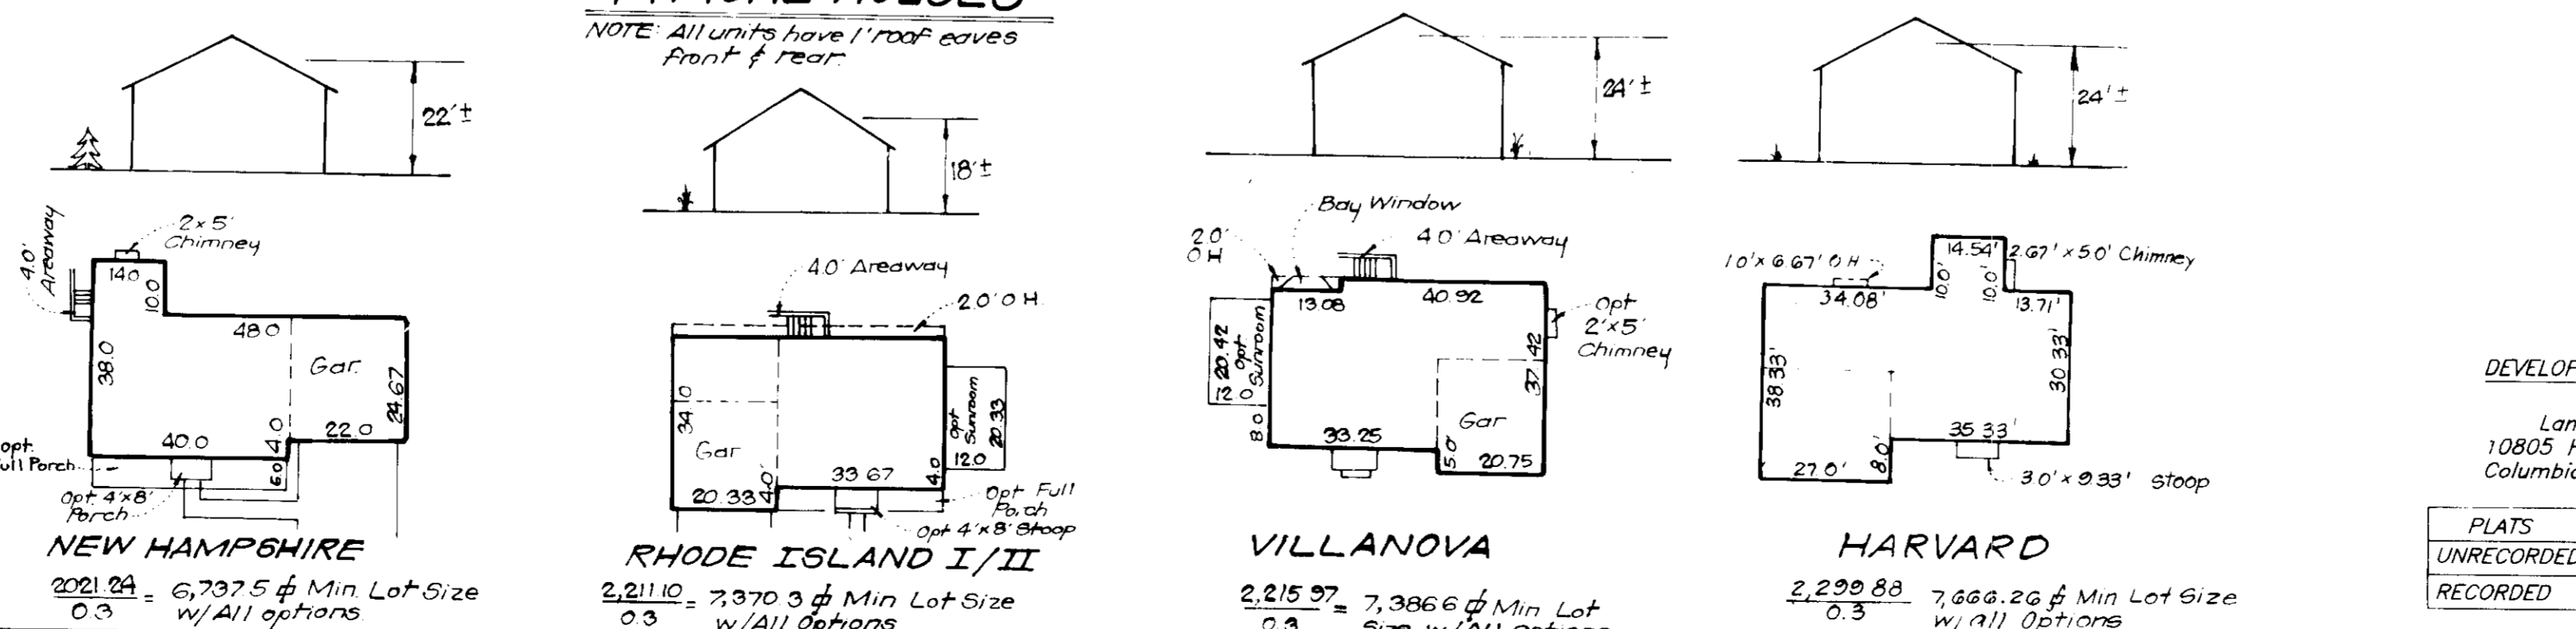 NOTE: All units have 1' roof eaves
front & rear.
22'±
18'±
24'±
24'±
4.0'
Areaway
2x5'
Chimney
14.0
10.0
48.0
38.0
Gar.
24.67
40.0
4.0
22.0
6.0
opt.
Full Porch
Opt. 4'x8'
Porch
NEW HAMPSHIRE
2021.24
0.3
= 6,737.5 ⏍ Min. Lot Size
w/All options
4.0' Areaway
2.0' O.H.
34.0
Gar
20.33
4.0'
33.67
4.0
Opt
Sunroom
12.0
20.33
Opt Full
Porch
Opt 4'x8' Stoop
RHODE ISLAND I/II
2,211.10
0.3
= 7,370.3 ⏍ Min Lot Size
w/All Options
Bay Window
2.0'
O H
4.0' Areaway
13.08
40.92
Opt
2'x5'
Chimney
20.42
Opt
Sunroom
12.0
8.0
37.42
Gar
33.25
5.0'
20.75
VILLANOVA
2,215.97
0.3
= 7,386.6 ⏍ Min Lot
Size w/All Options
1.0' x 6.67' O H
14.54'
2.67' x 5.0' Chimney
10.0'
10.0'
34.08'
13.71'
38.33'
30.33'
35.33'
27.0'
8.0'
3.0' x 9.33' Stoop
HARVARD
2,299.88
0.3
7,666.26 ⏍ Min Lot Size
w/all Options
10805 H
Columbia
PLATS
UNRECORDED
RECORDED